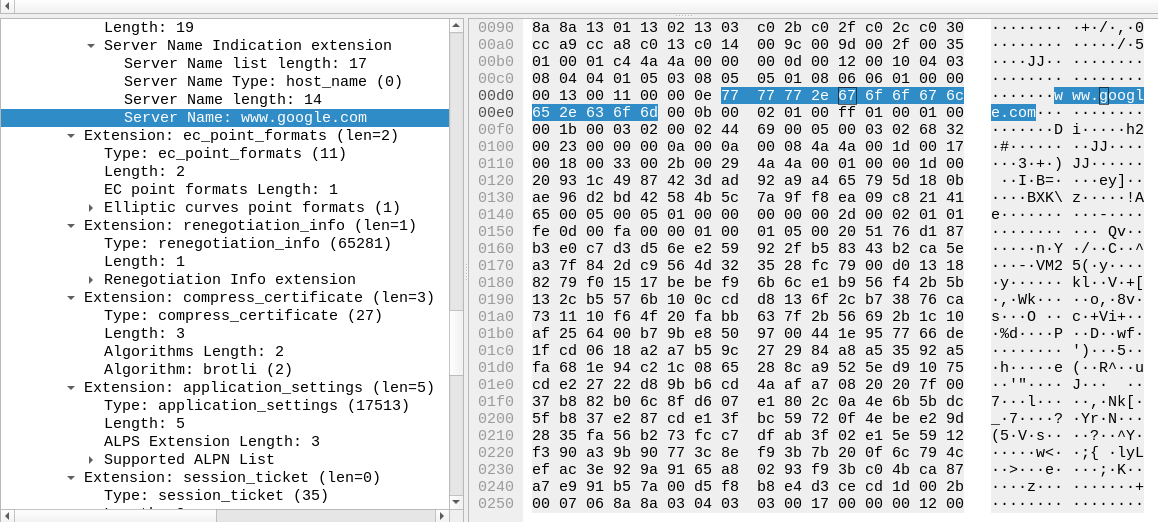 Length: 19
Server Name Indication extension
Server Name list length: 17
Server Name Type: host_name (0)
Server Name length: 14
Server Name: www.google.com
Extension: ec_point_formats (len=2)
Type: ec_point_formats (11)
Length: 2
EC point formats Length: 1
Elliptic curves point formats (1)
Extension: renegotiation_info (len=1)
Type: renegotiation_info (65281)
Length: 1
Renegotiation Info extension
Extension: compress_certificate (len=3)
Type: compress_certificate (27)
Length: 3
Algorithms Length: 2
Algorithm: brotli (2)
Extension: application_settings (len=5)
Type: application_settings (17513)
Length: 5
ALPS Extension Length: 3
Supported ALPN List
Extension: session_ticket (len=0)
Type: session_ticket (35)
0090 8a 8a 13 01 13 02 13 03 c0 2b c0 2f c0 2c c0 30 ········ ·+·/·,·0
00a0 cc a9 cc a8 c0 13 c0 14 00 9c 00 9d 00 2f 00 35 ········ ·····/·5
00b0 01 00 01 c4 4a 4a 00 00 00 0d 00 12 00 10 04 03 ····JJ·· ········
00c0 08 04 04 01 05 03 08 05 05 01 08 06 06 01 00 00 ········ ········
00d0 00 13 00 11 00 00 0e 77 77 77 2e 67 6f 6f 67 6c ·······w ww.googl
00e0 65 2e 63 6f 6d 00 0b 00 02 01 00 ff 01 00 01 00 e.com··· ········
00f0 00 1b 00 03 02 00 02 44 69 00 05 00 03 02 68 32 ·······D i·····h2
0100 00 23 00 00 00 0a 00 0a 00 08 4a 4a 00 1d 00 17 ·#······ ··JJ····
0110 00 18 00 33 00 2b 00 29 4a 4a 00 01 00 00 1d 00 ···3·+·) JJ······
0120 20 93 1c 49 87 42 3d ad 92 a9 a4 65 79 5d 18 0b ··I·B=· ···ey]··
0130 ae 96 d2 bd 42 58 4b 5c 7a 9f f8 ea 09 c8 21 41 ····BXK\ z·····!A
0140 65 00 05 00 05 01 00 00 00 00 00 2d 00 02 01 01 e······· ···-····
0150 fe 0d 00 fa 00 00 01 00 01 05 00 20 51 76 d1 87 ········ ··· Qv··
0160 b3 e0 c7 d3 d5 6e e2 59 92 2f b5 83 43 b2 ca 5e ·····n·Y ·/··C··^
0170 a3 7f 84 2d c9 56 4d 32 35 28 fc 79 00 d0 13 18 ···-·VM2 5(·y····
0180 82 79 f0 15 17 be be f9 6b 6c e1 b9 56 f4 2b 5b ·y······ kl··V·+[
0190 13 2c b5 57 6b 10 0c cd d8 13 6f 2c b7 38 76 ca ·,·Wk··· ··o,·8v·
01a0 73 11 10 f6 4f 20 fa bb 63 7f 2b 56 69 2b 1c 10 s···O ·· c·+Vi+··
01b0 af 25 64 00 b7 9b e8 50 97 00 44 1e 95 77 66 de ·%d····P ··D··wf·
01c0 1f cd 06 18 a2 a7 b5 9c 27 29 84 a8 a5 35 92 a5 ········ ')···5··
01d0 fa 68 1e 94 c2 1c 08 65 28 8c a9 52 5e d9 10 75 ·h·····e (··R^··u
01e0 cd e2 27 22 d8 9b b6 cd 4a af a7 08 20 20 7f 00 ··'"···· J···  ··
01f0 37 b8 82 b0 6c 8f d6 07 e1 80 2c 0a 4e 6b 5b dc 7···l··· ··,·Nk[·
0200 5f b8 37 e2 87 cd e1 3f bc 59 72 0f 4e be e2 9d _·7····? ·Yr·N···
0210 28 35 fa 56 b2 73 fc c7 df ab 3f 02 e1 5e 59 12 (5·V·s·· ··?··^Y·
0220 f3 90 a3 9b 90 77 3c 8e f9 3b 7b 20 0f 6c 79 4c ·····w<· ·;{ ·lyL
0230 ef ac 3e 92 9a 91 65 a8 02 93 f9 3b c0 4b ca 87 ··>···e· ···;·K··
0240 a7 e9 91 b5 7a 00 d5 f8 b8 e4 d3 ce cd 1d 00 2b ····z··· ·······+
0250 00 07 06 8a 8a 03 04 03 03 00 17 00 00 00 12 00 ········ ········